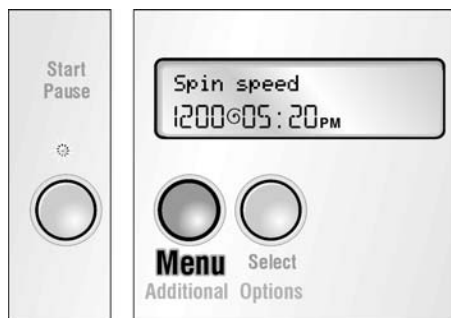 Start
Pause
Spin speed
1200 05:20PM
Menu Select
Additional Options